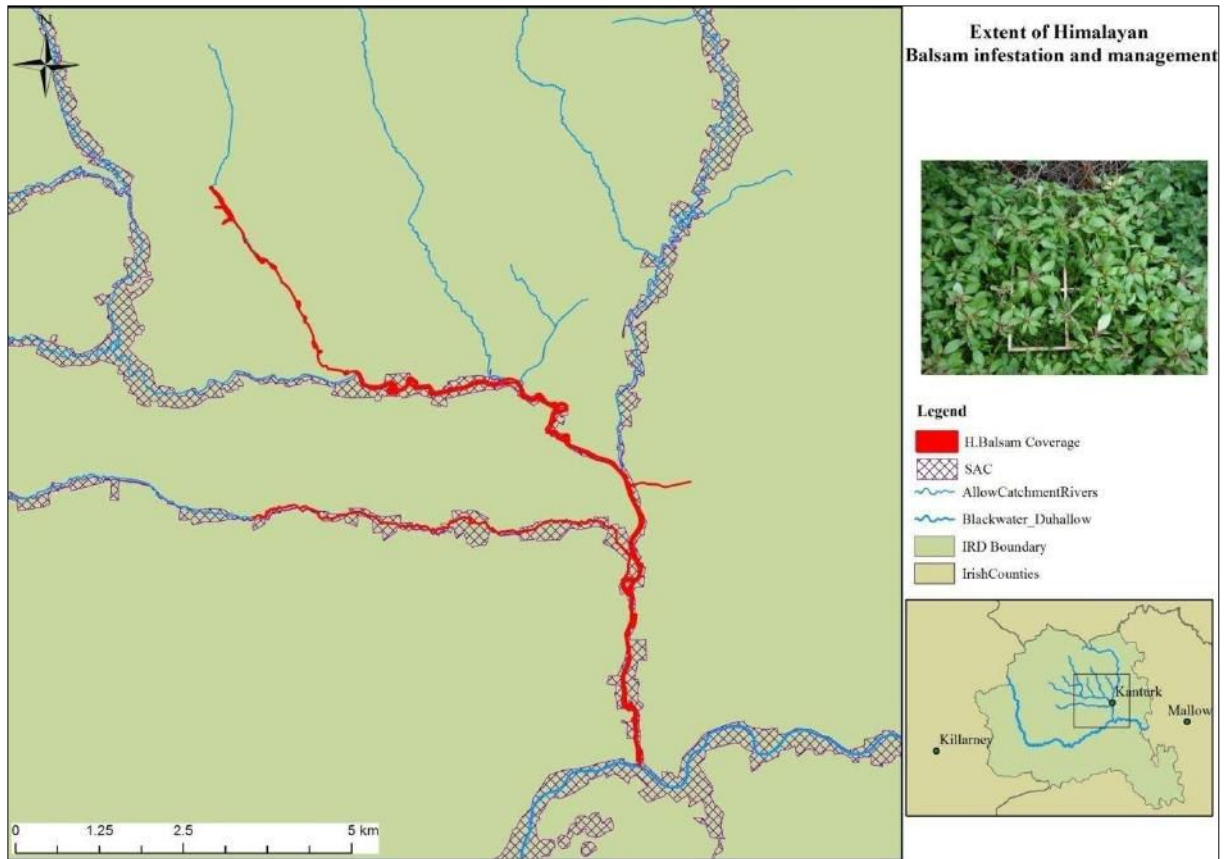 Extent of Himalayan
Balsam infestation and management
N
Legend
H.Balsam Coverage
SAC
AllowCatchmentRivers
Blackwater_Duhallow
IRD Boundary
IrishCounties
Kanturk
Mallow
Killarney
0 1.25 2.5 5 km